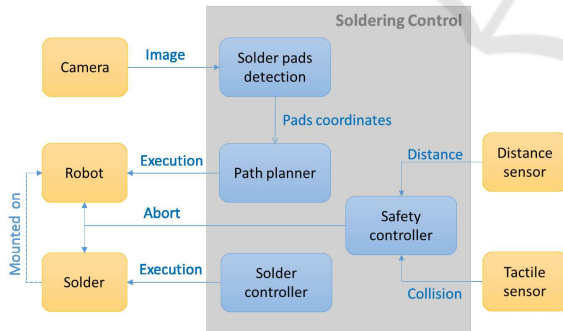 Soldering Control
Camera
Image
Solder pads
detection
Pads coordinates
Robot
Execution
Path planner
Distance
Distance
sensor
Mounted on
Abort
Safety
controller
Solder
Execution
Solder
controller
Collision
Tactile
sensor